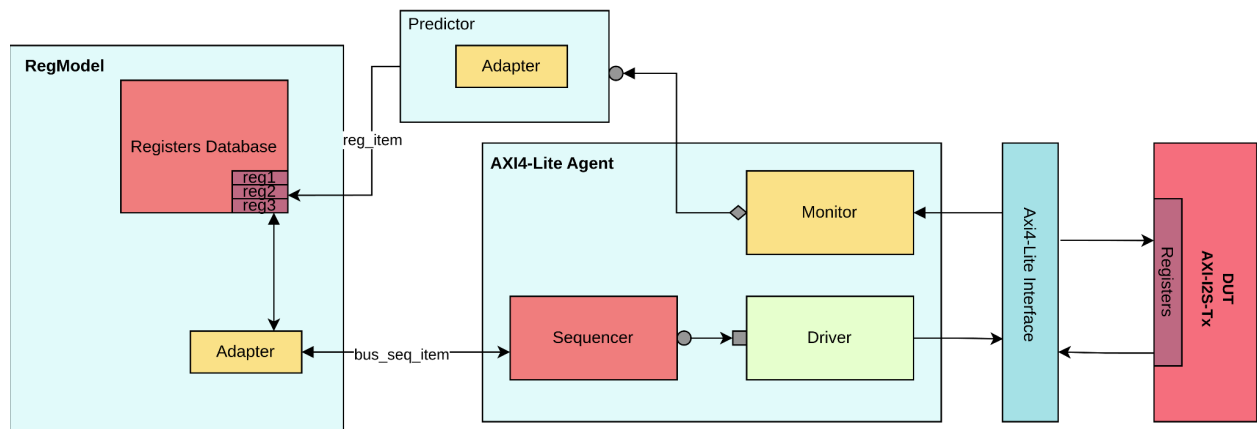 Predictor
Adapter
RegModel
Registers Database
reg1
reg2
reg3
reg_item
AXI4-Lite Agent
Monitor
Sequencer
Driver
Adapter
bus_seq_item
Axi4-Lite Interface
Registers
DUT
AXI-I2S-Tx